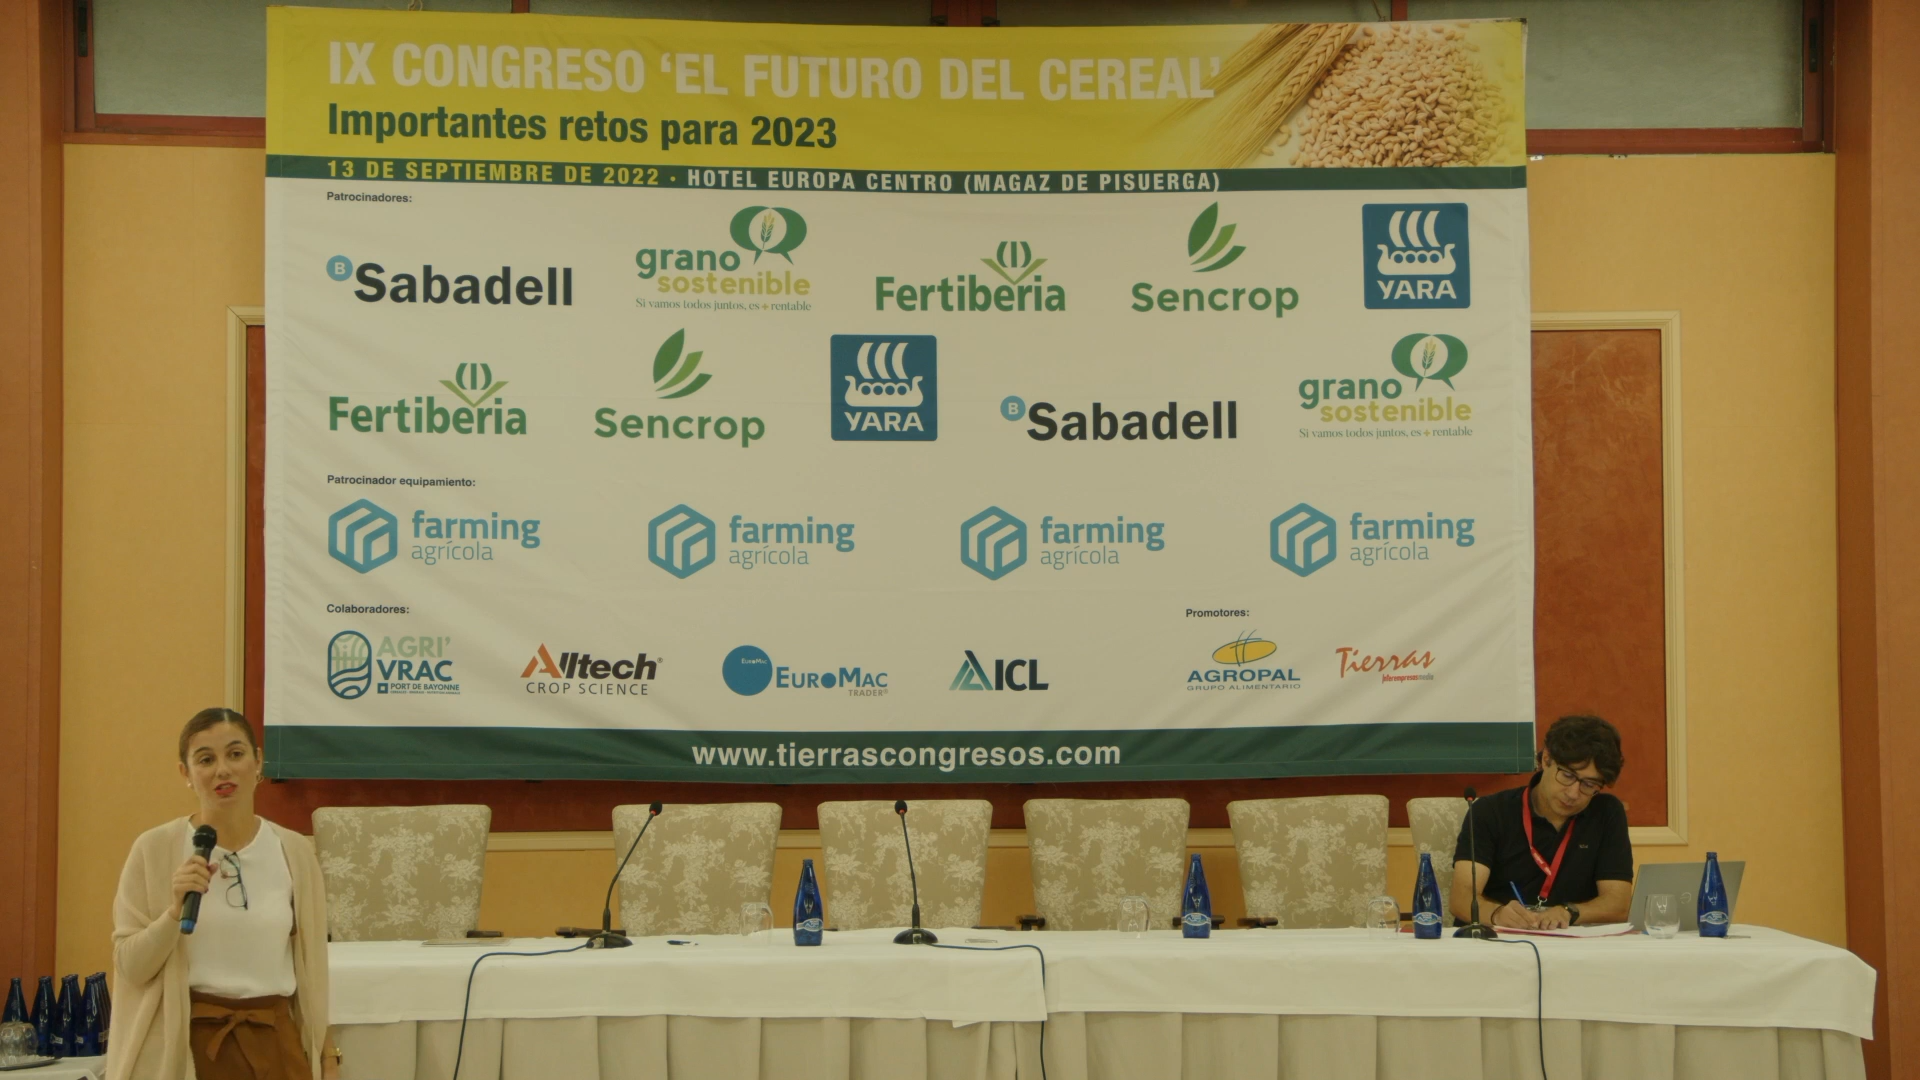 IX CONGRESO ‘EL FUTURO DEL CEREAL’
Importantes retos para 2023
13 DE SEPTIEMBRE DE 2022 · HOTEL EUROPA CENTRO (MAGAZ DE PISUERGA)
Patrocinadores:
B Sabadell
grano
sostenible
Si vamos todos juntos, es + rentable
Fertiberia
Sencrop
YARA
Fertiberia
Sencrop
YARA
B Sabadell
grano
sostenible
Si vamos todos juntos, es + rentable
Patrocinador equipamiento:
farming
agrícola
farming
agrícola
farming
agrícola
farming
agrícola
Colaboradores:
Promotores:
AGRI'
VRAC
PORT DE BAYONNE
Alltech®
CROP SCIENCE
EuroMac
EUROMAC
TRADER®
ICL
AGROPAL
GRUPO ALIMENTARIO
Tierras
www.tierrascongresos.com